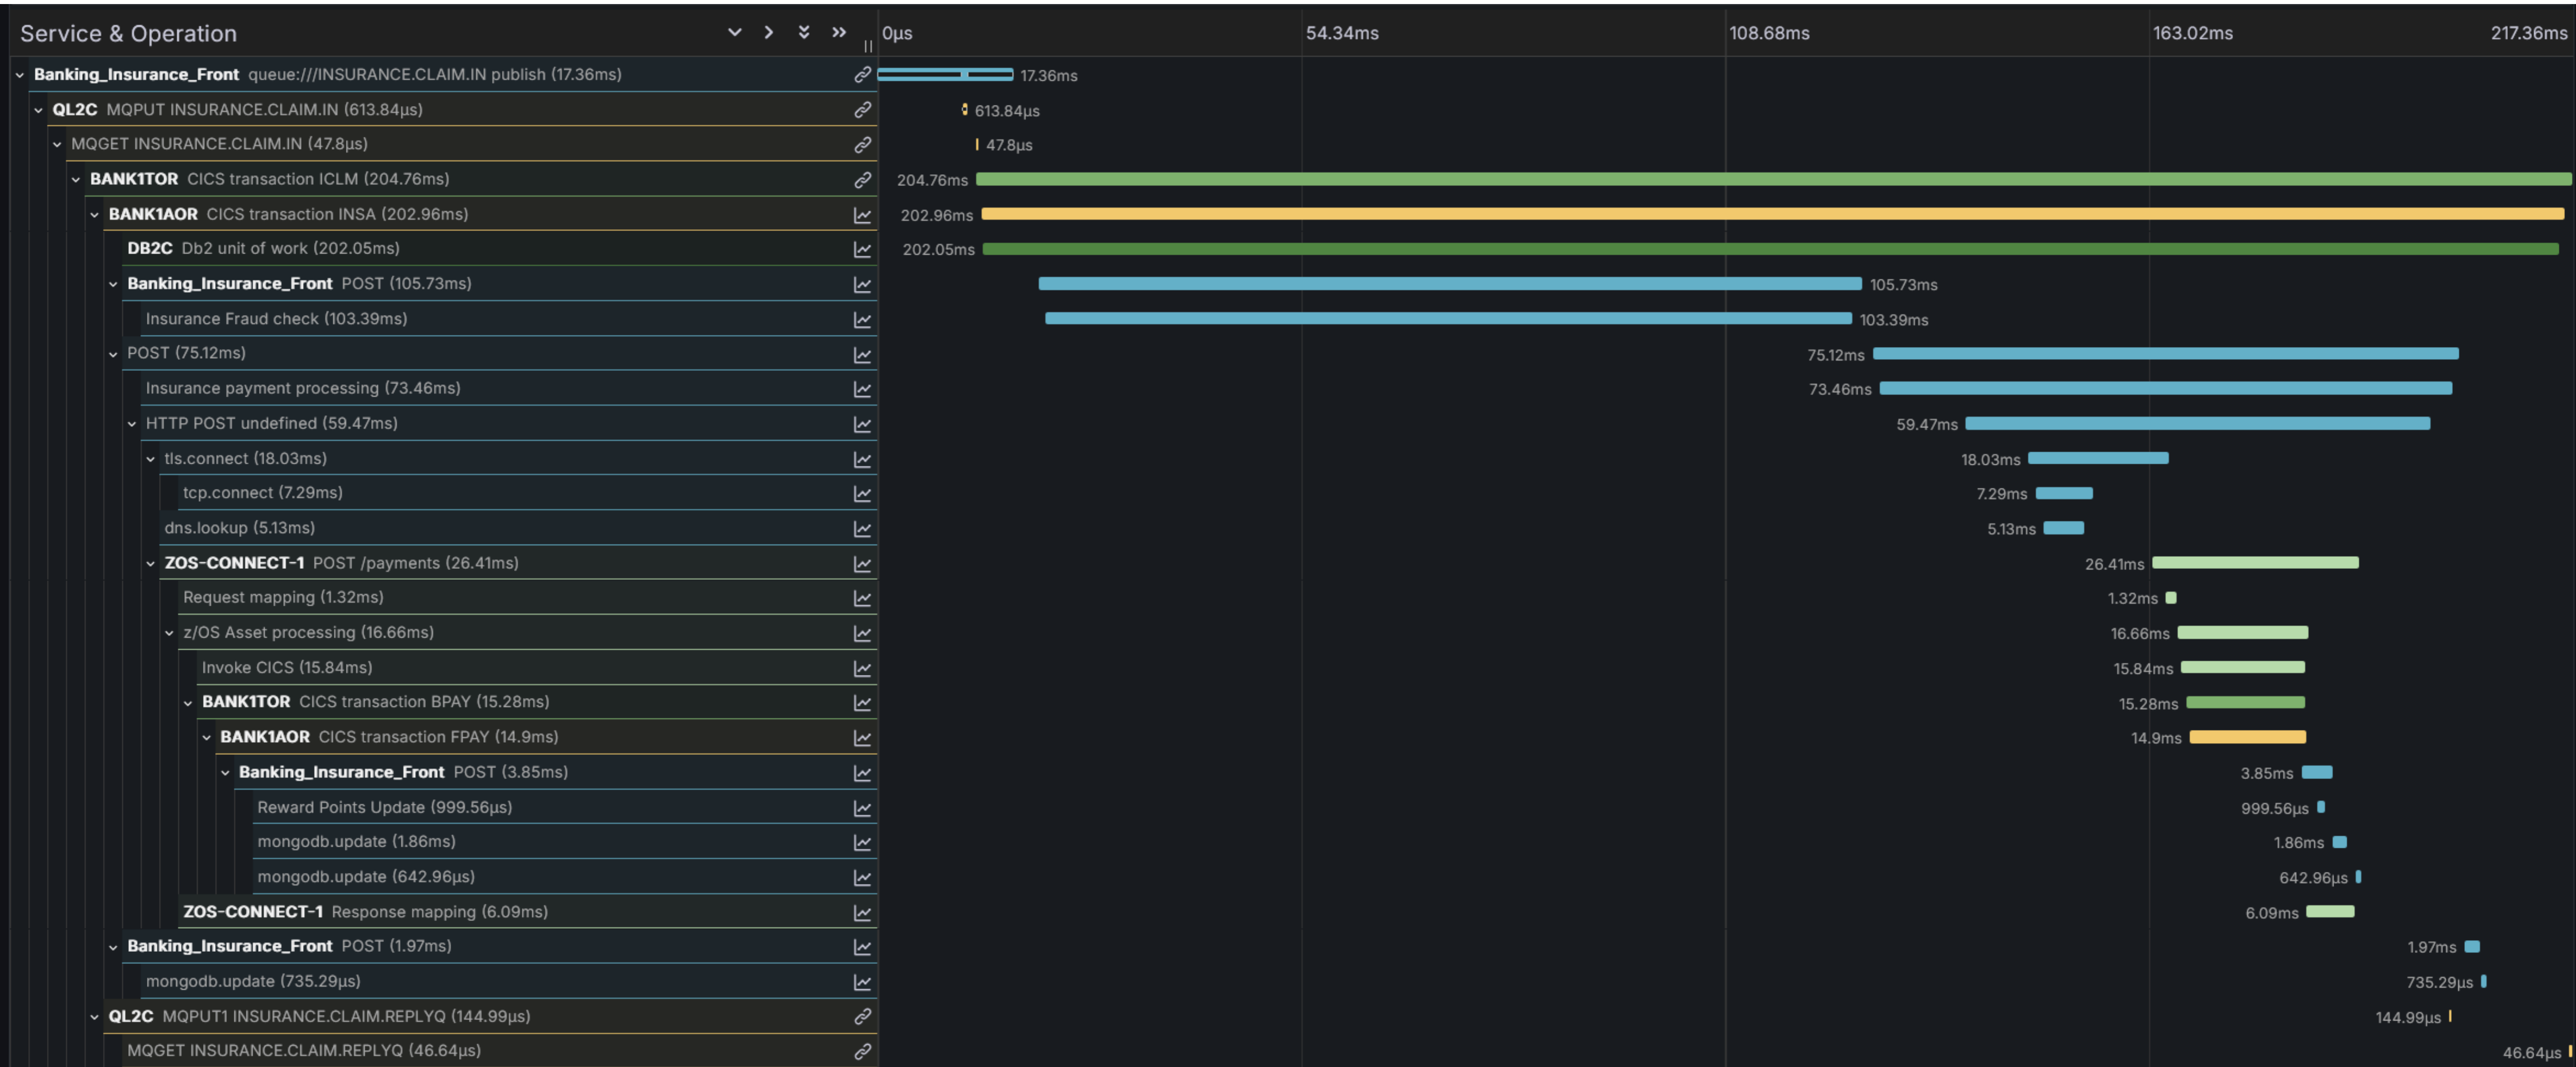 Service & Operation 0µs 54.34ms 108.68ms 163.02ms 217.36ms
Banking_Insurance_Front queue:///INSURANCE.CLAIM.IN publish (17.36ms) 17.36ms
QL2C MQPUT INSURANCE.CLAIM.IN (613.84µs) 613.84µs
MQGET INSURANCE.CLAIM.IN (47.8µs) 47.8µs
BANK1TOR CICS transaction ICLM (204.76ms) 204.76ms
BANK1AOR CICS transaction INSA (202.96ms) 202.96ms
DB2C Db2 unit of work (202.05ms) 202.05ms
Banking_Insurance_Front POST (105.73ms) 105.73ms
Insurance Fraud check (103.39ms) 103.39ms
POST (75.12ms) 75.12ms
Insurance payment processing (73.46ms) 73.46ms
HTTP POST undefined (59.47ms) 59.47ms
tls.connect (18.03ms) 18.03ms
tcp.connect (7.29ms) 7.29ms
dns.lookup (5.13ms) 5.13ms
ZOS-CONNECT-1 POST /payments (26.41ms) 26.41ms
Request mapping (1.32ms) 1.32ms
z/OS Asset processing (16.66ms) 16.66ms
Invoke CICS (15.84ms) 15.84ms
BANK1TOR CICS transaction BPAY (15.28ms) 15.28ms
BANK1AOR CICS transaction FPAY (14.9ms) 14.9ms
Banking_Insurance_Front POST (3.85ms) 3.85ms
Reward Points Update (999.56µs) 999.56µs
mongodb.update (1.86ms) 1.86ms
mongodb.update (642.96µs) 642.96µs
ZOS-CONNECT-1 Response mapping (6.09ms) 6.09ms
Banking_Insurance_Front POST (1.97ms) 1.97ms
mongodb.update (735.29µs) 735.29µs
QL2C MQPUT1 INSURANCE.CLAIM.REPLYQ (144.99µs) 144.99µs
MQGET INSURANCE.CLAIM.REPLYQ (46.64µs) 46.64µs